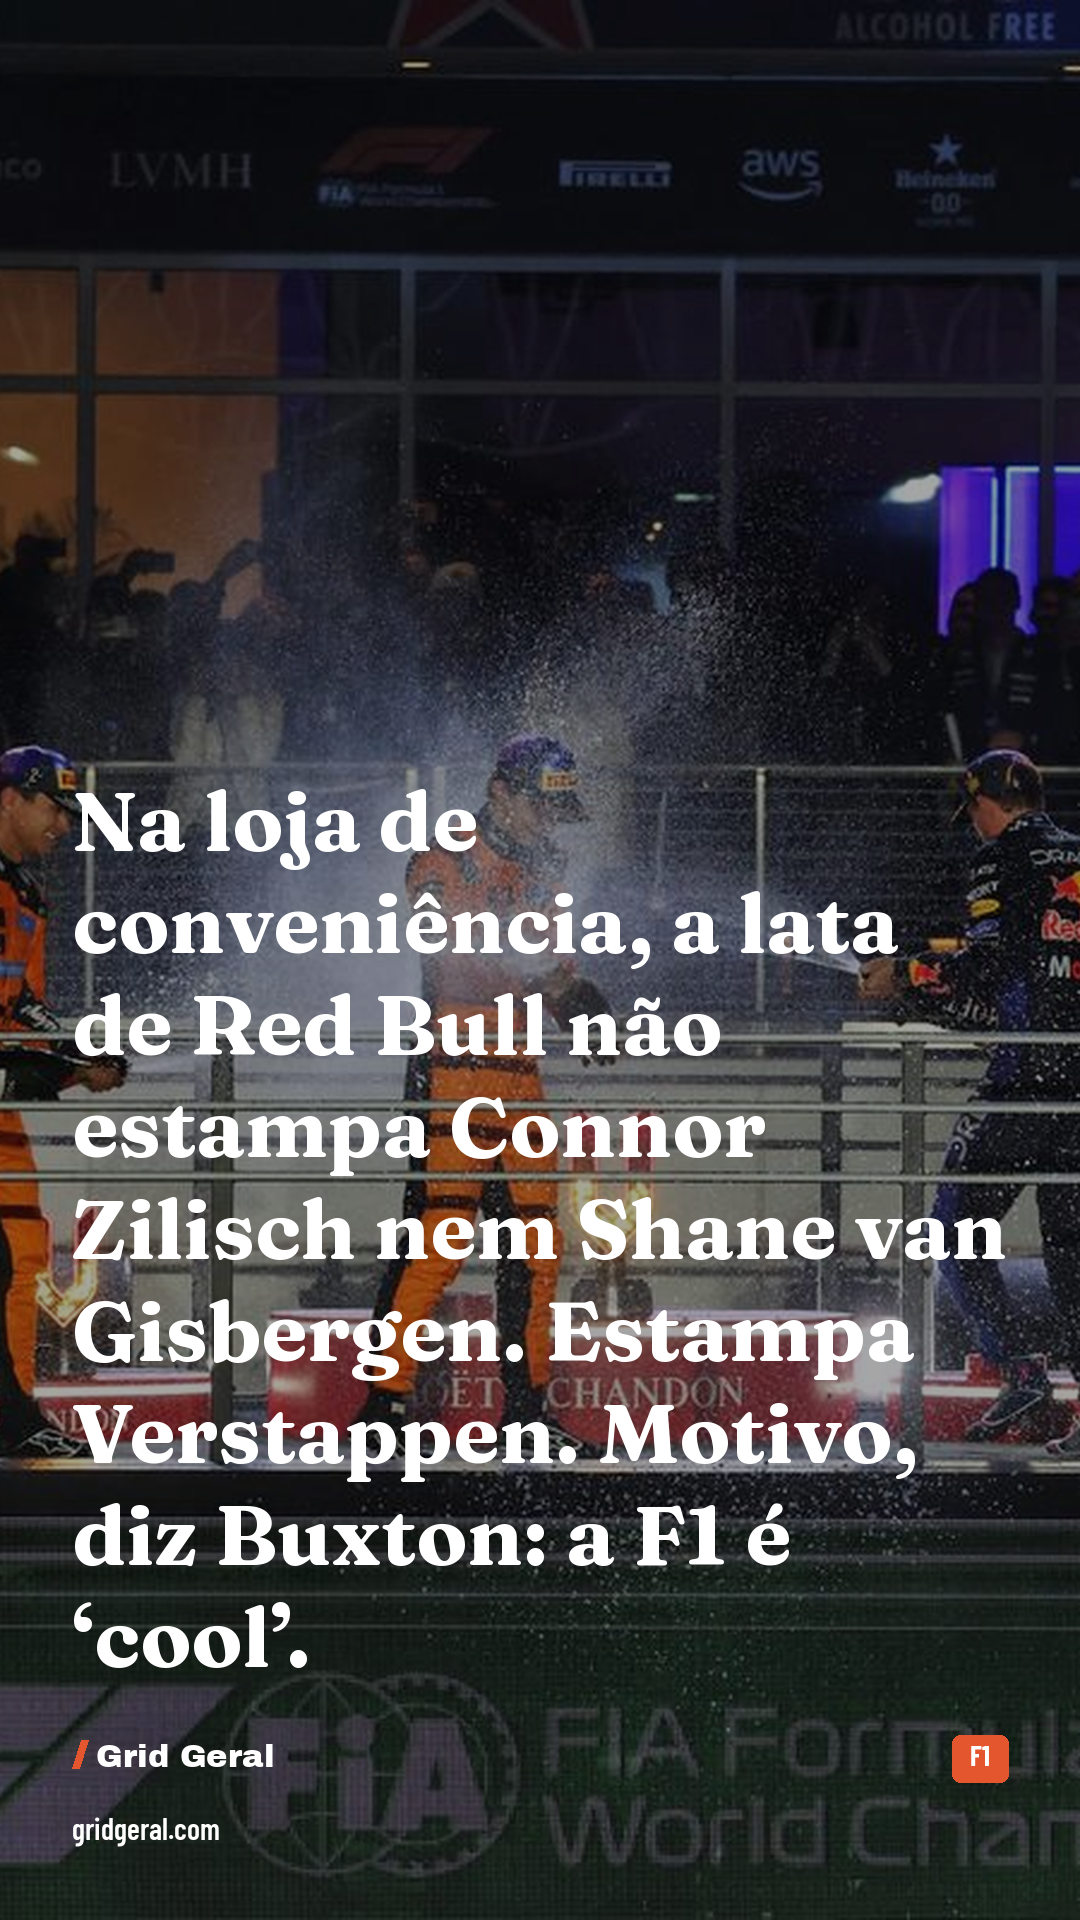 ALCOHOL FREE
LVMH
FIA
PIRELLI
aws
Heineken
0.0
Na loja de
conveniência, a lata
de Red Bull não
estampa Connor
Zilisch nem Shane van
Gisbergen. Estampa
Verstappen. Motivo,
diz Buxton: a F1 é
‘cool’.
CHANDON
/ Grid Geral
F1
gridgeral.com
FIA
FIA Formula
World Cham